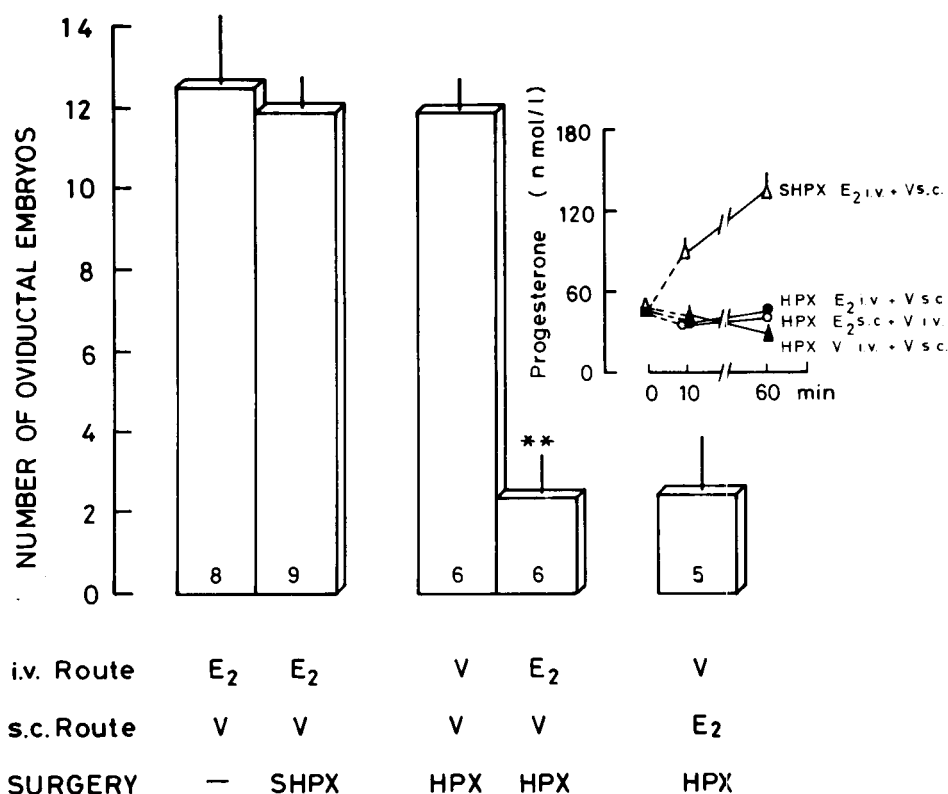 NUMBER OF OVIDUCTAL EMBRYOS
14
12
10
8
6
4
2
0
8
9
6
6
5
**
Progesterone (nmol/l)
180
120
60
0
0 10 60 min
SHPX E2 i.v. + V s.c.
HPX E2 i.v + V s.c
HPX E2 s.c + V i.v.
HPX V i.v. + V s.c.
i.v. Route E2 E2 V E2 V
s.c. Route V V V V E2
SURGERY — SHPX HPX HPX HPX